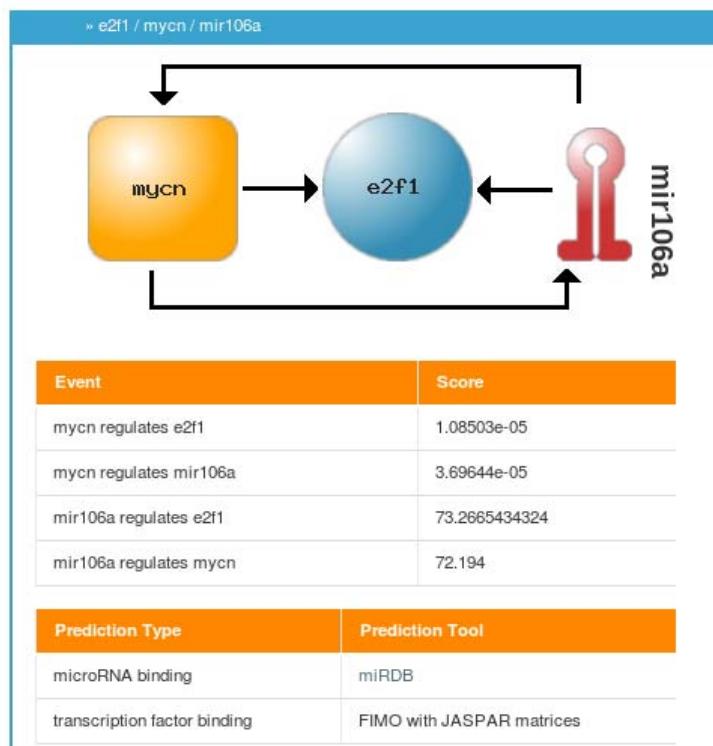 » e2f1 / mycn / mir106a
mycn
e2f1
mir106a
Event Score
mycn regulates e2f1 1.08503e-05
mycn regulates mir106a 3.69644e-05
mir106a regulates e2f1 73.2665434324
mir106a regulates mycn 72.194
Prediction Type Prediction Tool
microRNA binding miRDB
transcription factor binding FIMO with JASPAR matrices